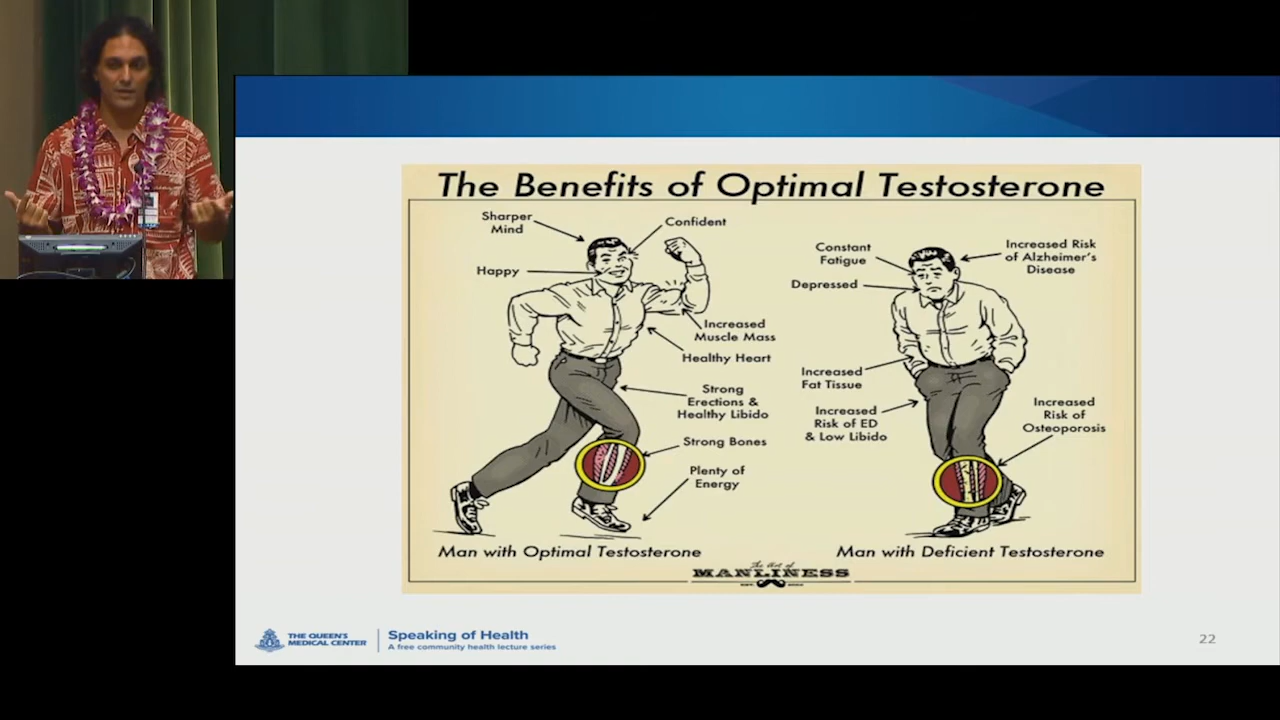 The Benefits of Optimal Testosterone
Sharper
Mind
Confident
Happy
Increased
Muscle Mass
Healthy Heart
Strong
Erections &
Healthy Libido
Strong Bones
Plenty of
Energy
Man with Optimal Testosterone
Constant
Fatigue
Increased Risk
of Alzheimer's
Disease
Depressed
Increased
Fat Tissue
Increased
Risk of ED
& Low Libido
Increased
Risk of
Osteoporosis
Man with Deficient Testosterone
The Art of
MANLINESS
THE QUEEN'S
MEDICAL CENTER
Speaking of Health
A free community health lecture series
22